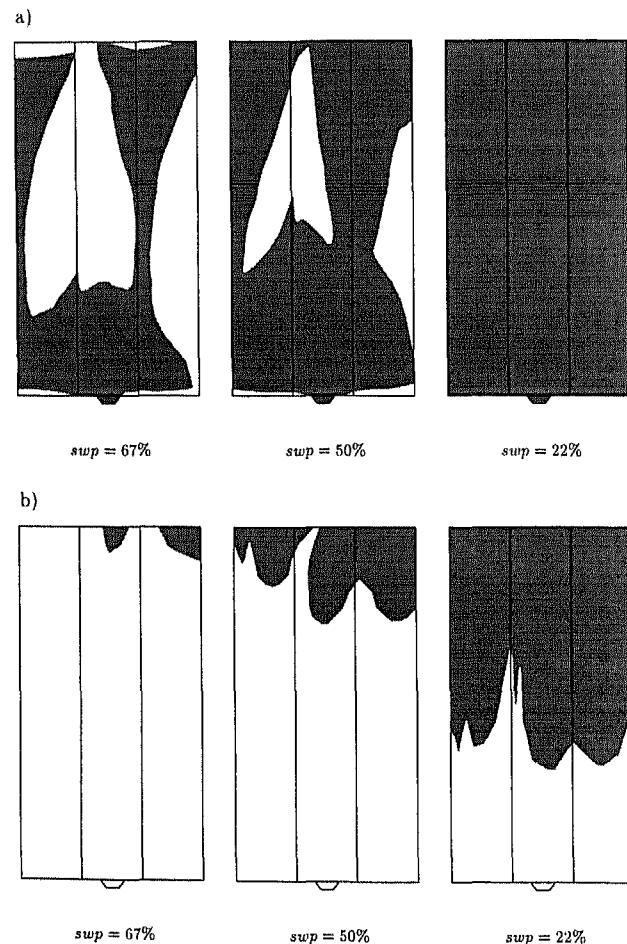 a)
swp = 67% swp = 50% swp = 22%
b)
swp = 67% swp = 50% swp = 22%